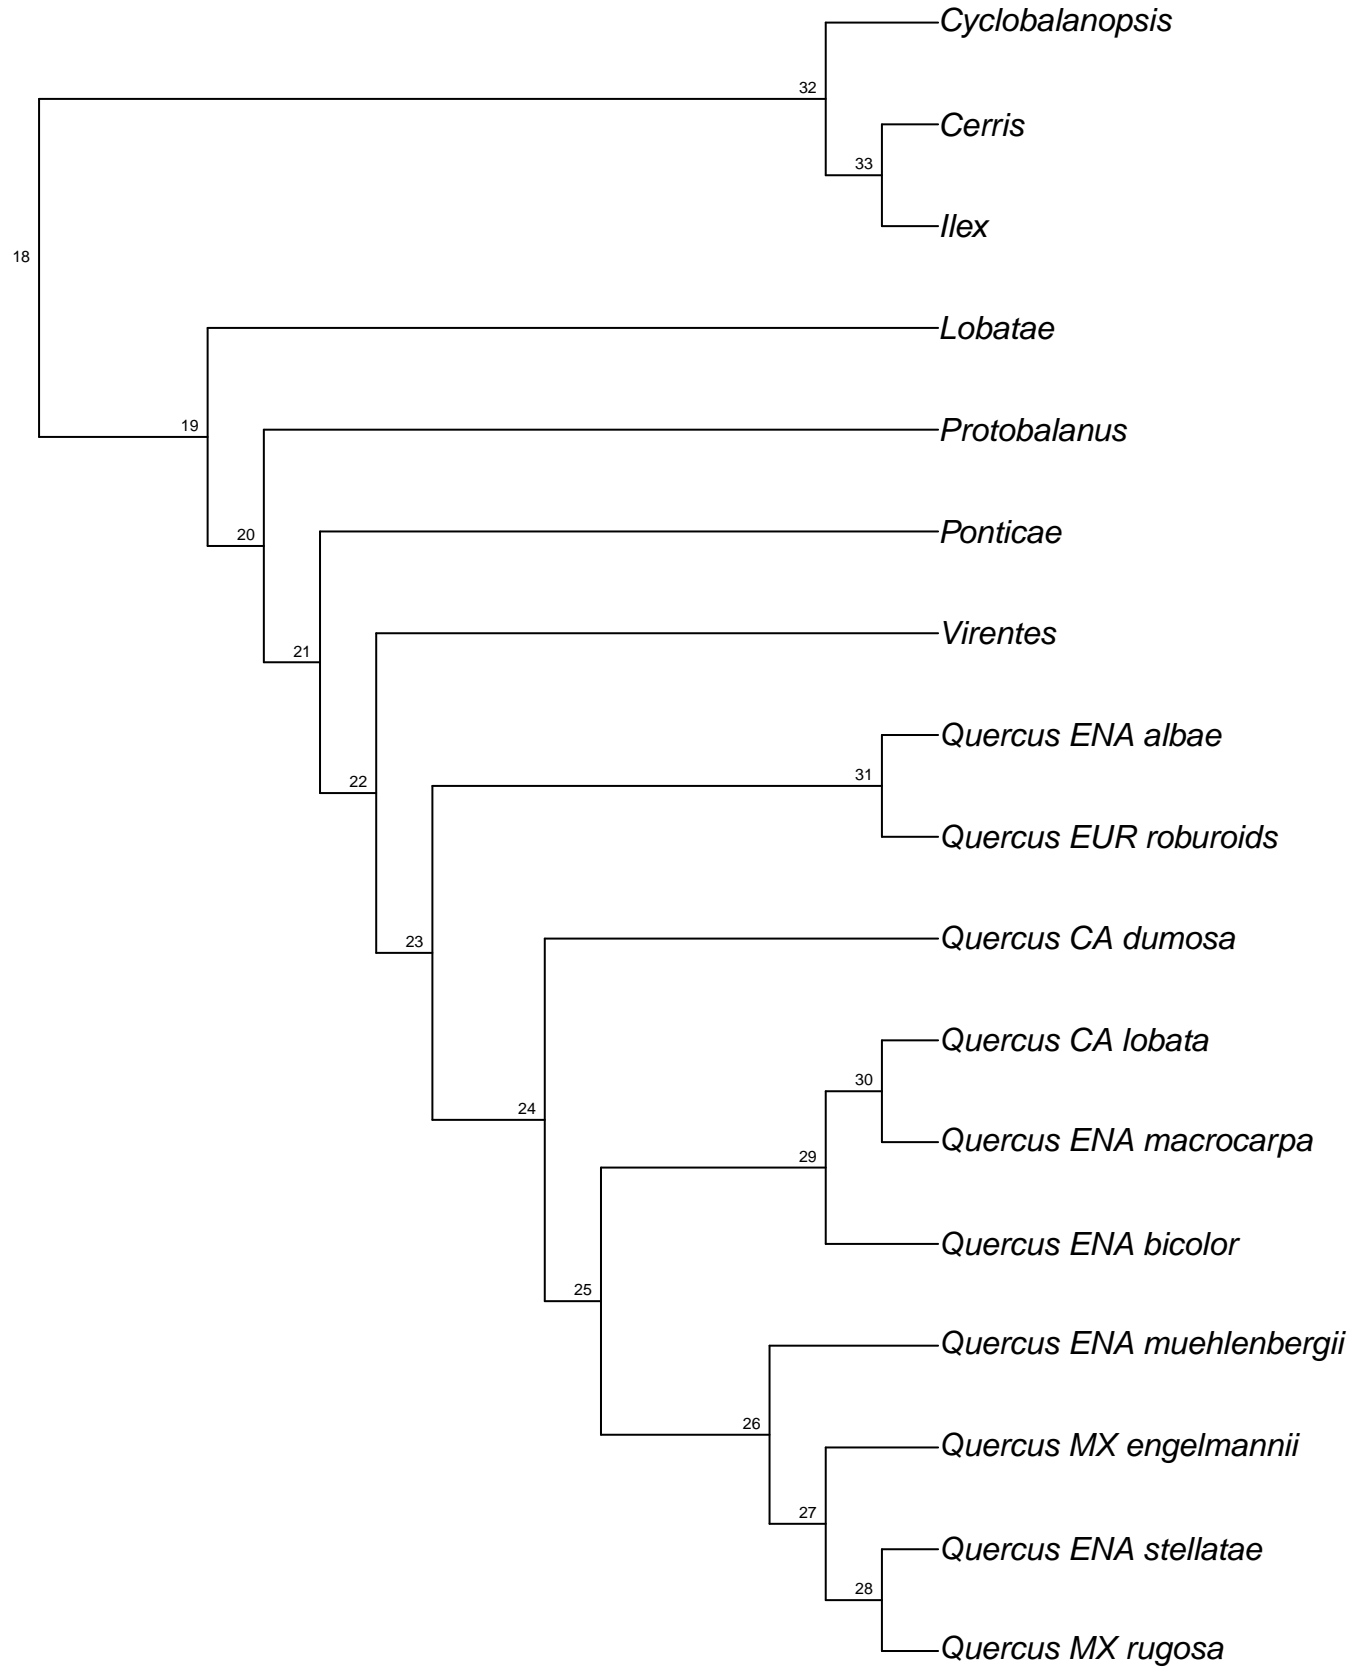 Cyclobalanopsis
32
Cerris
33
Ilex
18
Lobatae
19
Protobalanus
20
Ponticae
21
Virentes
22
Quercus ENA albae
31
Quercus EUR roburoids
23
Quercus CA dumosa
24
Quercus CA lobata
30
Quercus ENA macrocarpa
29
Quercus ENA bicolor
25
Quercus ENA muehlenbergii
26
Quercus MX engelmannii
27
Quercus ENA stellatae
28
Quercus MX rugosa